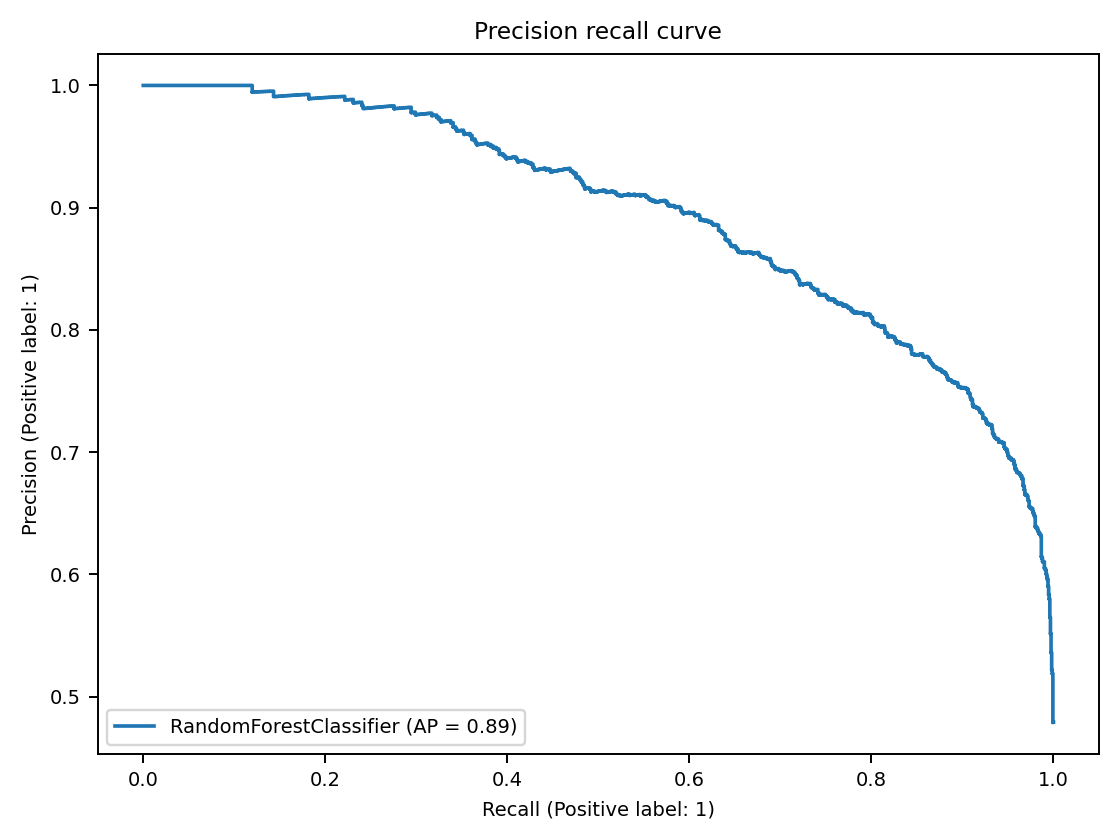 Precision recall curve
Precision (Positive label: 1)
1.0
0.9
0.8
0.7
0.6
0.5
RandomForestClassifier (AP = 0.89)
0.0 0.2 0.4 0.6 0.8 1.0
Recall (Positive label: 1)